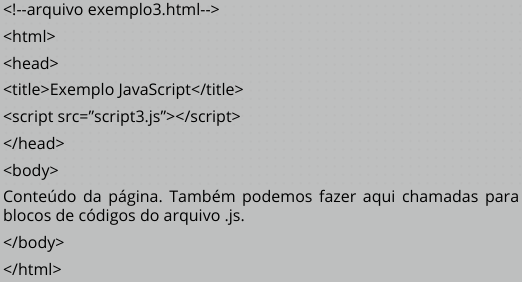 <!--arquivo exemplo3.html-->
<html>
<head>
<title>Exemplo JavaScript</title>
<script src=”script3.js”></script>
</head>
<body>
Conteúdo da página. Também podemos fazer aqui chamadas para
blocos de códigos do arquivo .js.
</body>
</html>